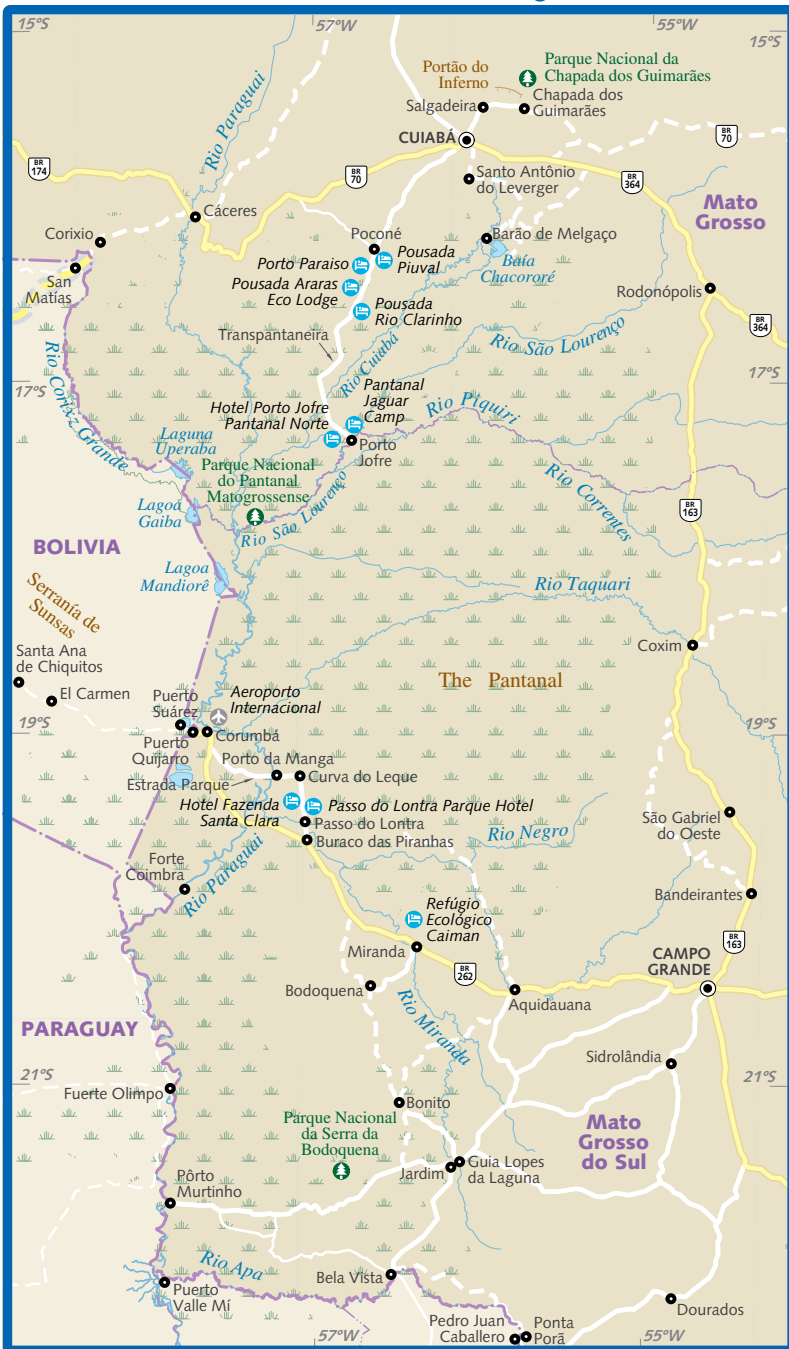 15°S
57°W
55°W
15°S
Parque Nacional da
Chapada dos Guimarães
Portão do
Inferno
Chapada dos
Guimarães
Salgadeira
Rio Paraguai
CUIABÁ
BR
70
BR
174
BR
70
Santo Antônio
do Leverger
BR
364
Mato
Grosso
Cáceres
Corixio
Poconé
Barão de Melgaço
Porto Paraiso
Pousada
Piuval
Baía
Chacororé
San
Matías
Pousada Araras
Eco Lodge
Rodonópolis
Pousada
Rio Clarinho
BR
364
Transpantaneira
Rio Cuiabá
Rio São Lourenço
Rio Corixz Grande
17°S
17°S
Pantanal
Jaguar
Camp
Hotel Porto Jofre
Pantanal Norte
Rio Piquiri
Porto
Jofre
Laguna
Uperaba
Parque Nacional
do Pantanal
Matogrossense
Rio Correntes
Lagoa
Gaiba
Rio São Lourenço
BR
163
BOLIVIA
Lagoa
Mandiorê
Rio Taquari
Serranía de
Sunsas
Coxim
Santa Ana
de Chiquitos
The Pantanal
El Carmen
Puerto
Suárez
Aeroporto
Internacional
19°S
19°S
Puerto
Quijarro
Corumbá
Porto da Manga
Estrada Parque
Curva do Leque
Hotel Fazenda
Santa Clara
Passo do Lontra Parque Hotel
Passo do Lontra
Rio Negro
São Gabriel
do Oeste
Buraco das Piranhas
Forte
Coimbra
Rio Paraguai
Bandeirantes
Refúgio
Ecológico
Caiman
BR
163
Miranda
CAMPO
GRANDE
BR
262
Bodoquena
Aquidauana
Rio Miranda
PARAGUAY
Sidrolândia
21°S
21°S
Fuerte Olimpo
Bonito
Parque Nacional
da Serra da
Bodoquena
Mato
Grosso
do Sul
Jardim
Guia Lopes
da Laguna
Pôrto
Murtinho
Rio Apa
Bela Vista
Puerto
Valle Mí
Dourados
Pedro Juan
Caballero
Ponta
Porã
57°W
55°W